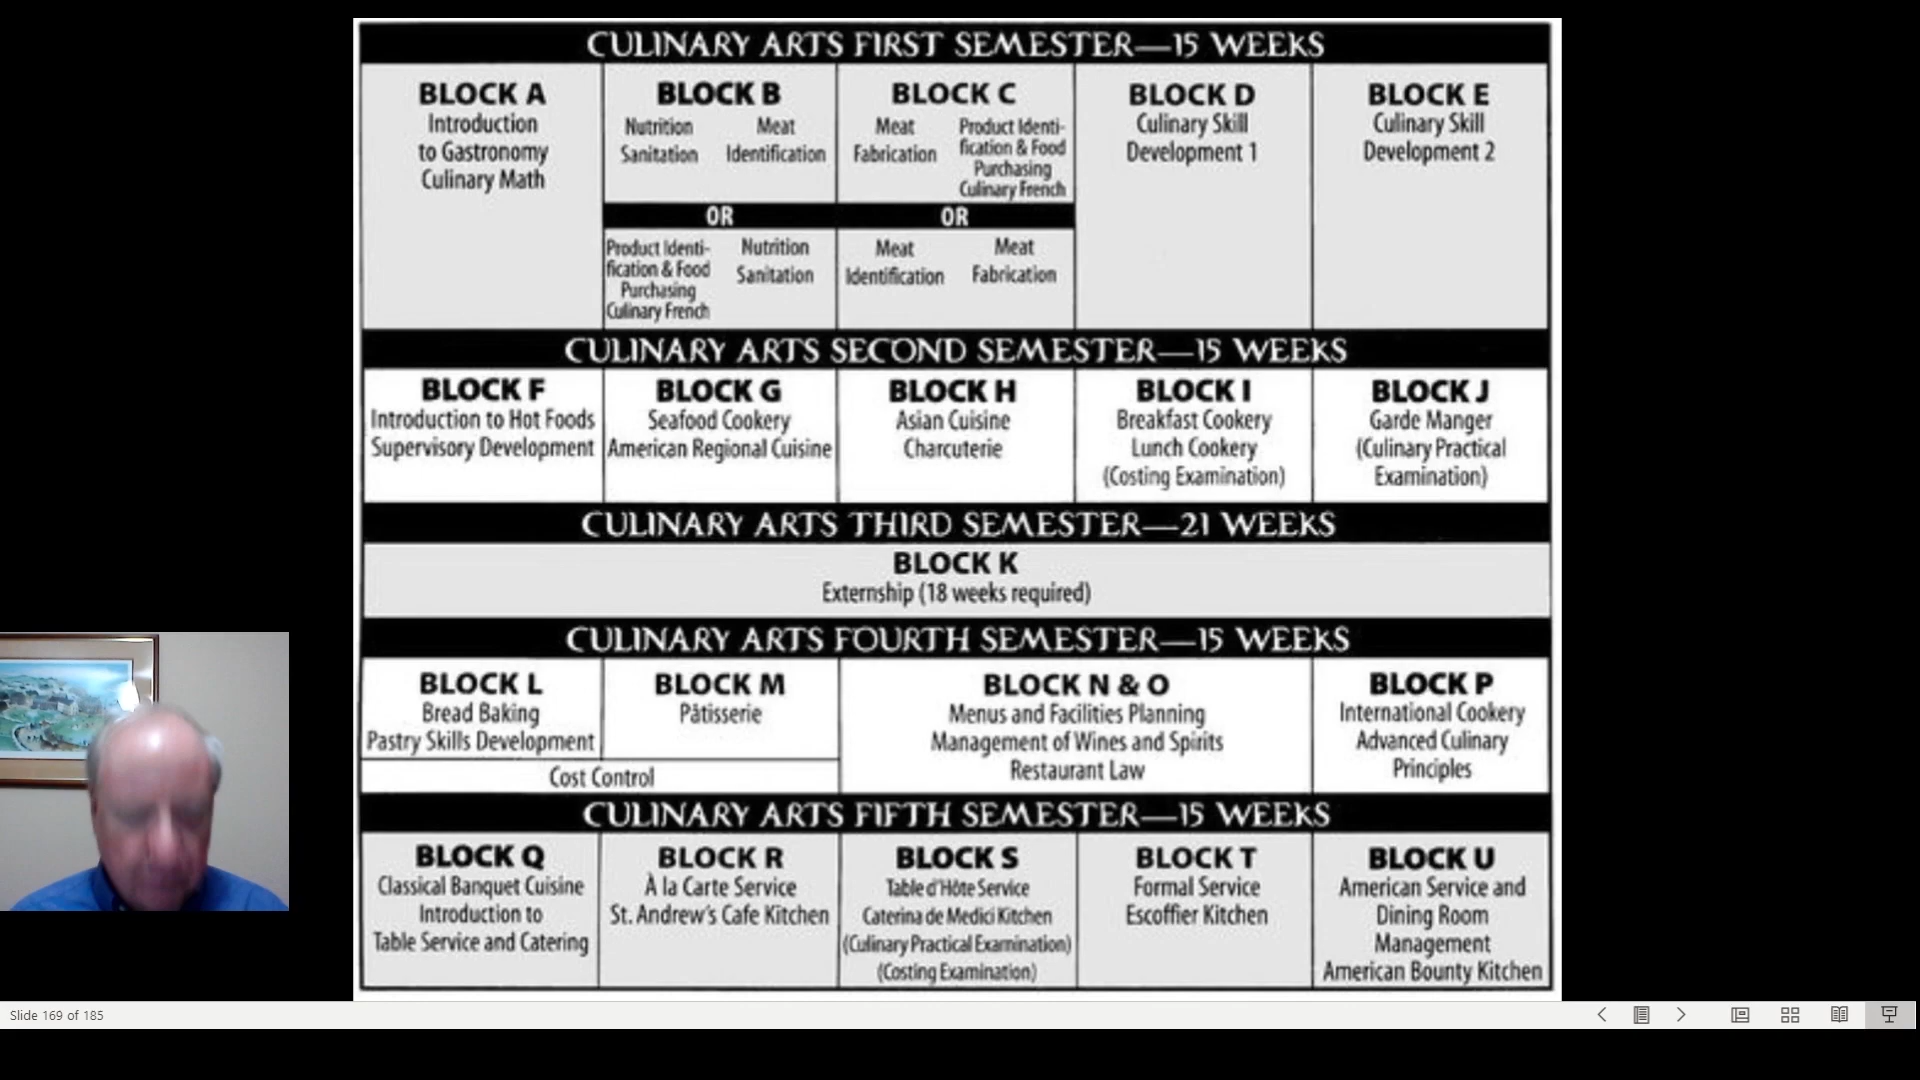 CULINARY ARTS FIRST SEMESTER—15 WEEKS
BLOCK A
Introduction
to Gastronomy
Culinary Math
BLOCK B
Nutrition
Sanitation
Meat
Identification
OR
Product Identi-
fication & Food
Purchasing
Culinary French
Nutrition
Sanitation
BLOCK C
Meat
Fabrication
Product Identi-
fication & Food
Purchasing
Culinary French
OR
Meat
Identification
Meat
Fabrication
BLOCK D
Culinary Skill
Development 1
BLOCK E
Culinary Skill
Development 2
CULINARY ARTS SECOND SEMESTER—15 WEEKS
BLOCK F
Introduction to Hot Foods
Supervisory Development
BLOCK G
Seafood Cookery
American Regional Cuisine
BLOCK H
Asian Cuisine
Charcuterie
BLOCK I
Breakfast Cookery
Lunch Cookery
(Costing Examination)
BLOCK J
Garde Manger
(Culinary Practical
Examination)
CULINARY ARTS THIRD SEMESTER—21 WEEKS
BLOCK K
Externship (18 weeks required)
CULINARY ARTS FOURTH SEMESTER—15 WEEKS
BLOCK L
Bread Baking
Pastry Skills Development
BLOCK M
Pâtisserie
Cost Control
BLOCK N & O
Menus and Facilities Planning
Management of Wines and Spirits
Restaurant Law
BLOCK P
International Cookery
Advanced Culinary
Principles
CULINARY ARTS FIFTH SEMESTER—15 WEEKS
BLOCK Q
Classical Banquet Cuisine
Introduction to
Table Service and Catering
BLOCK R
À la Carte Service
St. Andrew's Cafe Kitchen
BLOCK S
Table d'Hôte Service
Caterina de Medici Kitchen
(Culinary Practical Examination)
(Costing Examination)
BLOCK T
Formal Service
Escoffier Kitchen
BLOCK U
American Service and
Dining Room
Management
American Bounty Kitchen
Slide 169 of 185